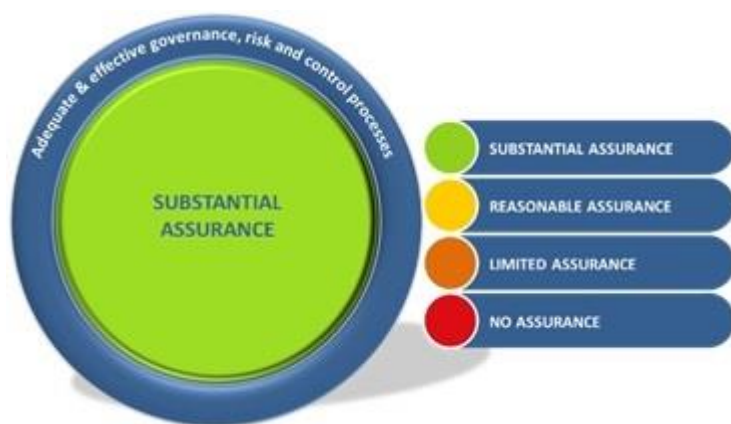 Adequate & effective governance, risk and control processes
SUBSTANTIAL
ASSURANCE
SUBSTANTIAL ASSURANCE
REASONABLE ASSURANCE
LIMITED ASSURANCE
NO ASSURANCE